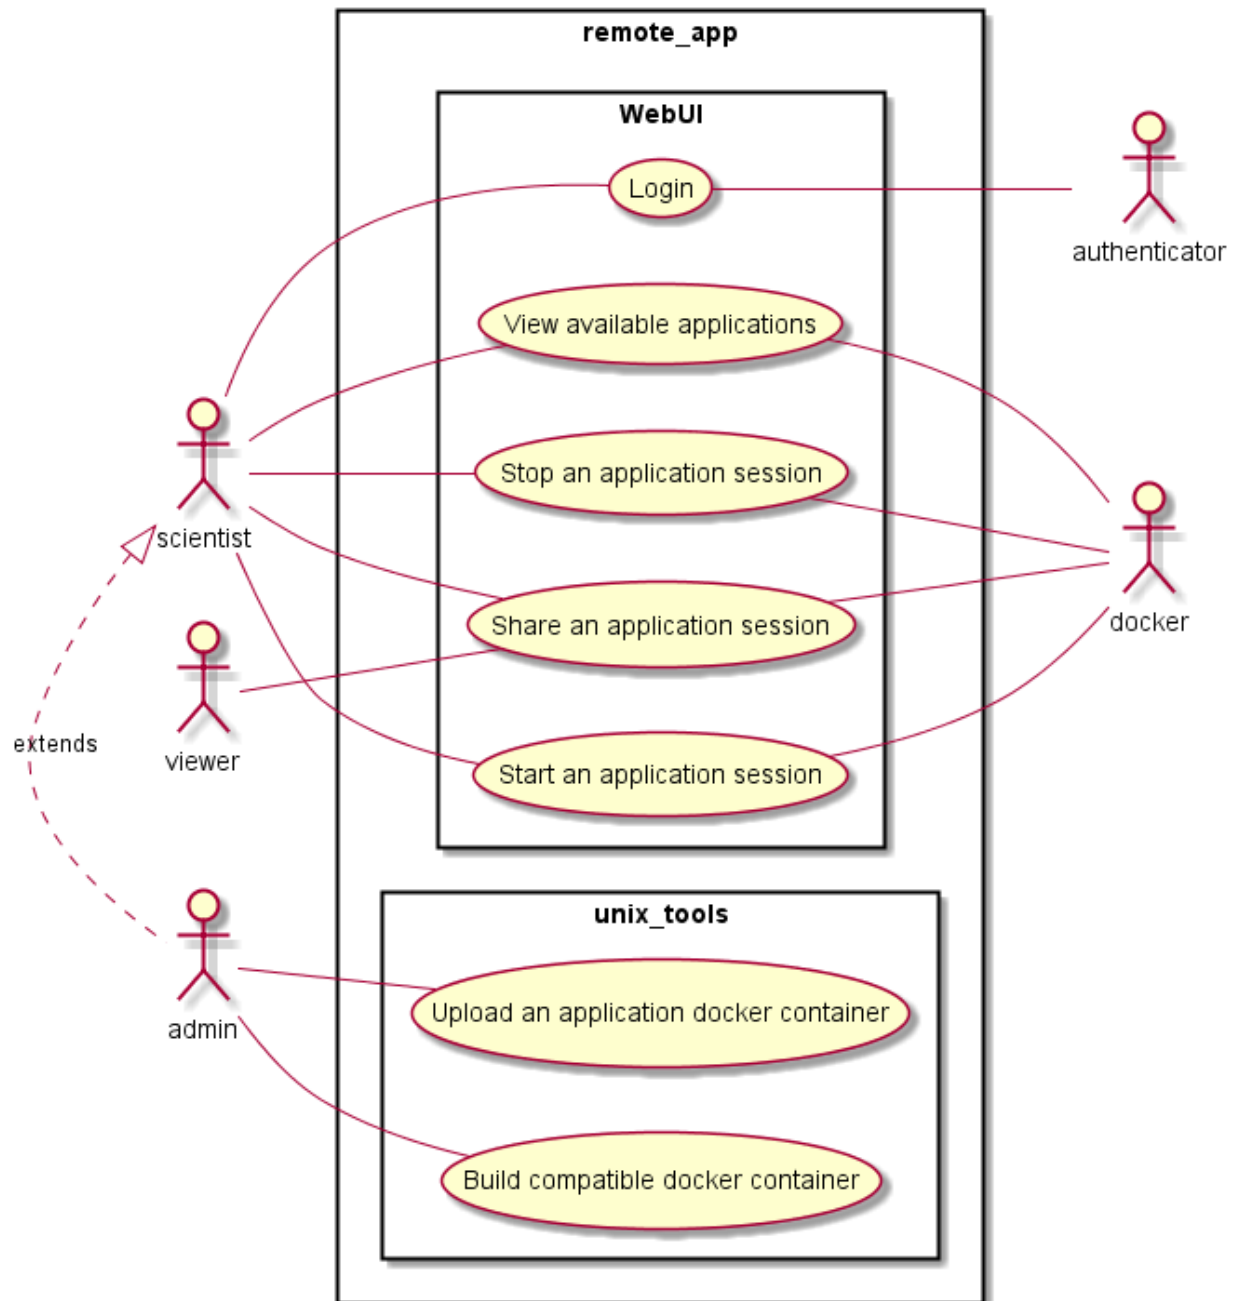 remote_app
WebUI
Login
authenticator
View available applications
Stop an application session
scientist
docker
Share an application session
extends
viewer
Start an application session
unix_tools
Upload an application docker container
admin
Build compatible docker container